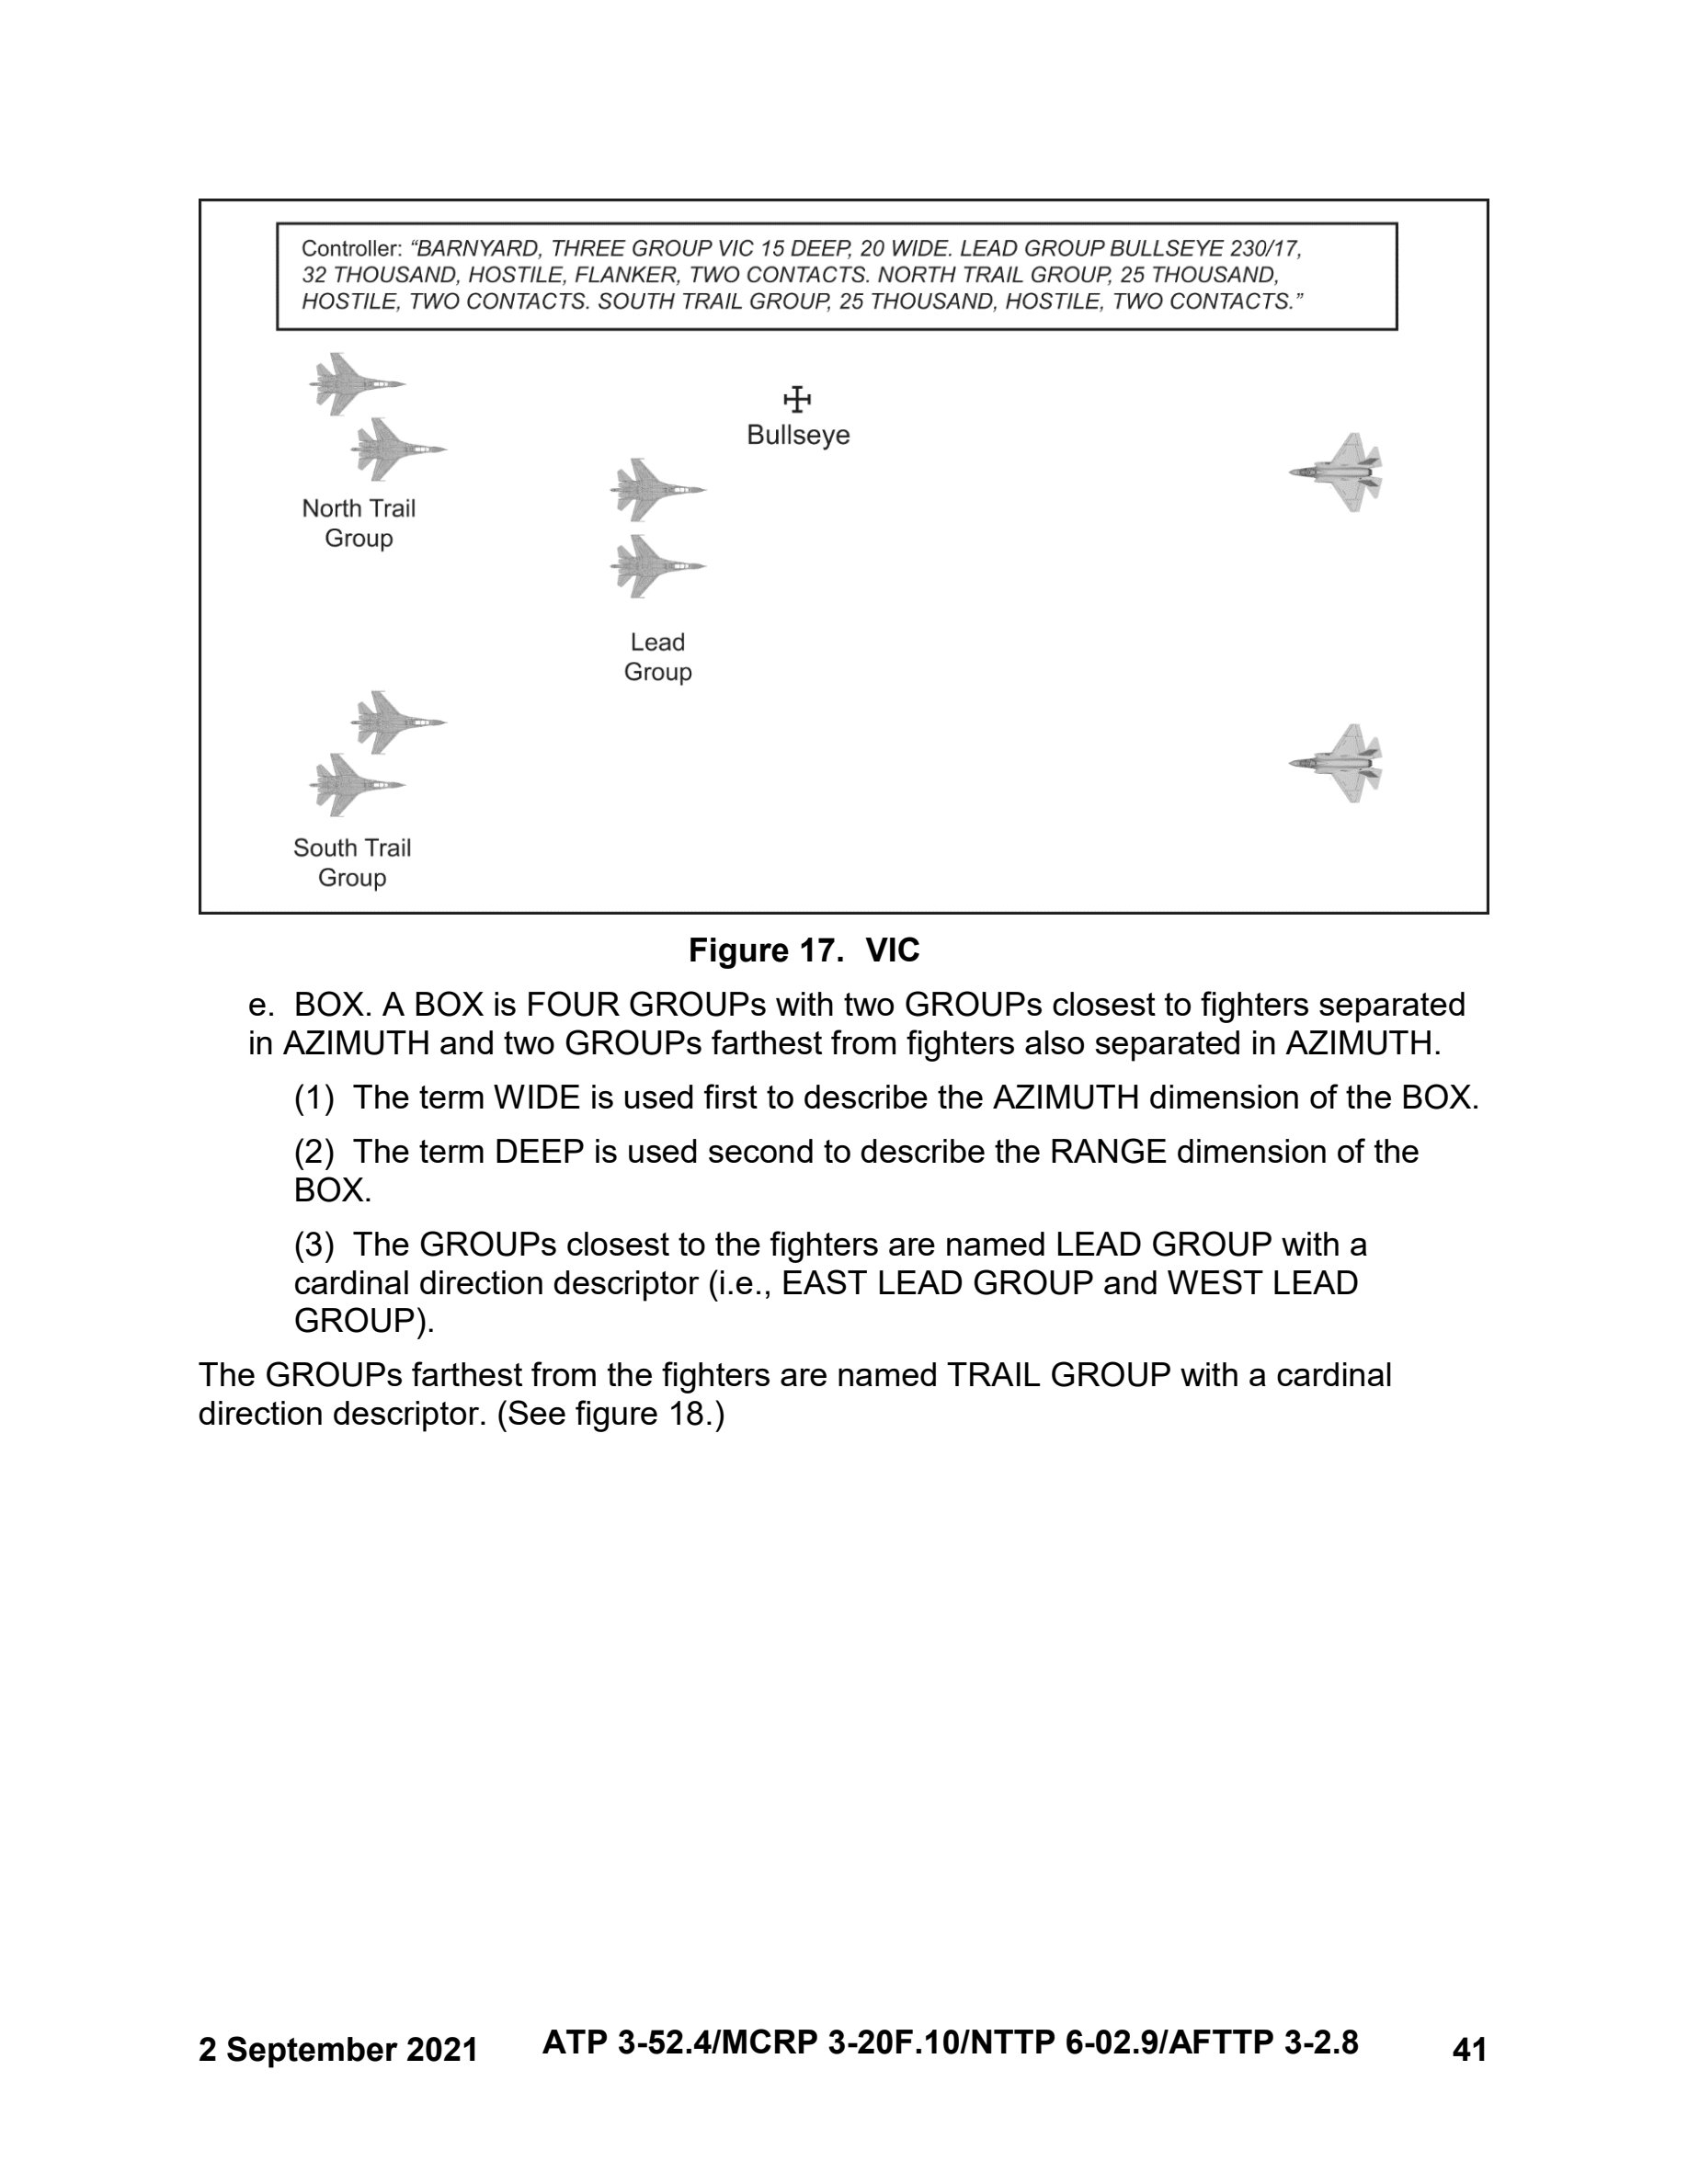 Controller: “BARNYARD, THREE GROUP VIC 15 DEEP, 20 WIDE. LEAD GROUP BULLSEYE 230/17,
32 THOUSAND, HOSTILE, FLANKER, TWO CONTACTS. NORTH TRAIL GROUP, 25 THOUSAND,
HOSTILE, TWO CONTACTS. SOUTH TRAIL GROUP, 25 THOUSAND, HOSTILE, TWO CONTACTS.”
Bullseye
North Trail
Group
Lead
Group
South Trail
Group
Figure 17. VIC
e. BOX. A BOX is FOUR GROUPs with two GROUPs closest to fighters separated
in AZIMUTH and two GROUPs farthest from fighters also separated in AZIMUTH.
(1) The term WIDE is used first to describe the AZIMUTH dimension of the BOX.
(2) The term DEEP is used second to describe the RANGE dimension of the
BOX.
(3) The GROUPs closest to the fighters are named LEAD GROUP with a
cardinal direction descriptor (i.e., EAST LEAD GROUP and WEST LEAD
GROUP).
The GROUPs farthest from the fighters are named TRAIL GROUP with a cardinal
direction descriptor. (See figure 18.)
2 September 2021 ATP 3-52.4/MCRP 3-20F.10/NTTP 6-02.9/AFTTP 3-2.8 41